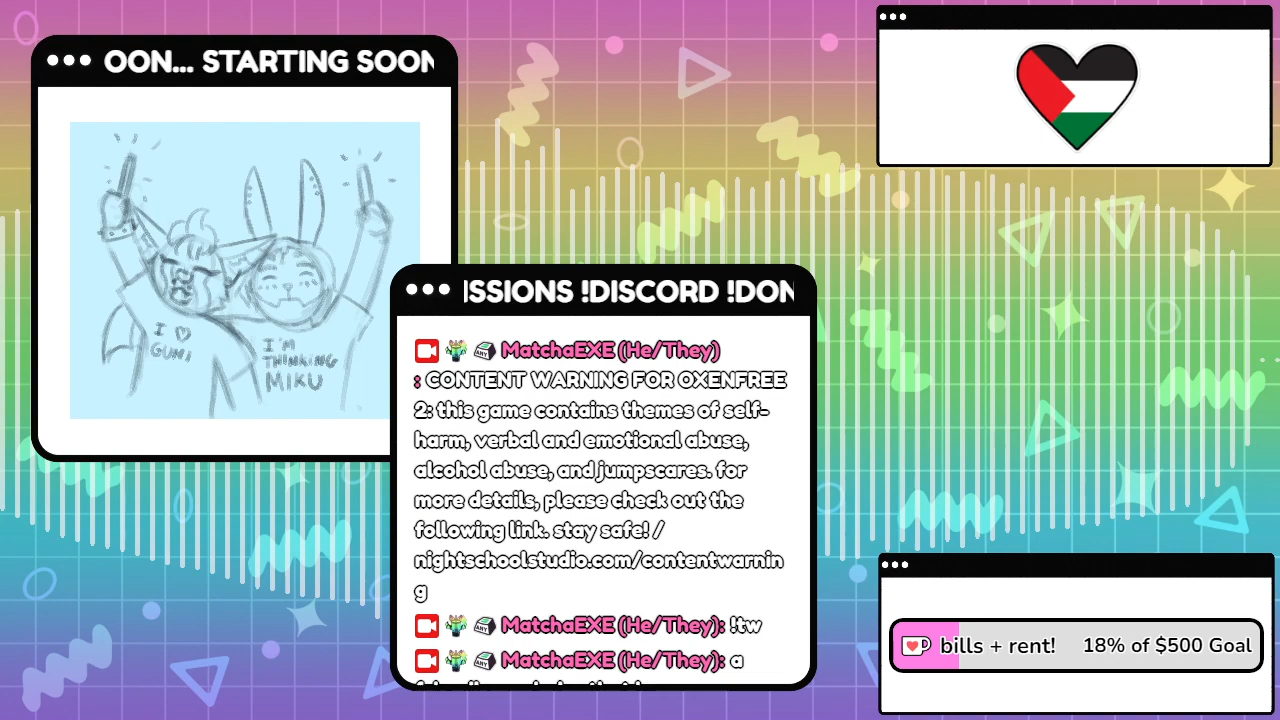 OON... STARTING SOON
I ♡
GUMI
I'M
THINKING
MIKU
ISSIONS !DISCORD !DON
MatchaEXE (He/They)
: CONTENT WARNING FOR OXENFREE
2: this game contains themes of self-
harm, verbal and emotional abuse,
alcohol abuse, and jumpscares. for
more details, please check out the
following link. stay safe! /
nightschoolstudio.com/contentwarnin
g
MatchaEXE (He/They): !tw
MatchaEXE (He/They): a
bills + rent! 18% of $500 Goal